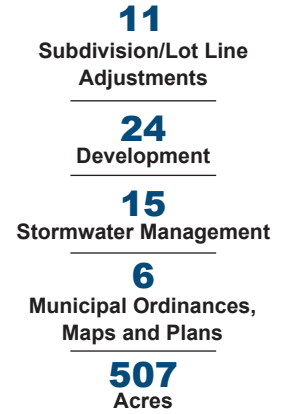 11
Subdivision/Lot Line
Adjustments
24
Development
15
Stormwater Management
6
Municipal Ordinances,
Maps and Plans
507
Acres